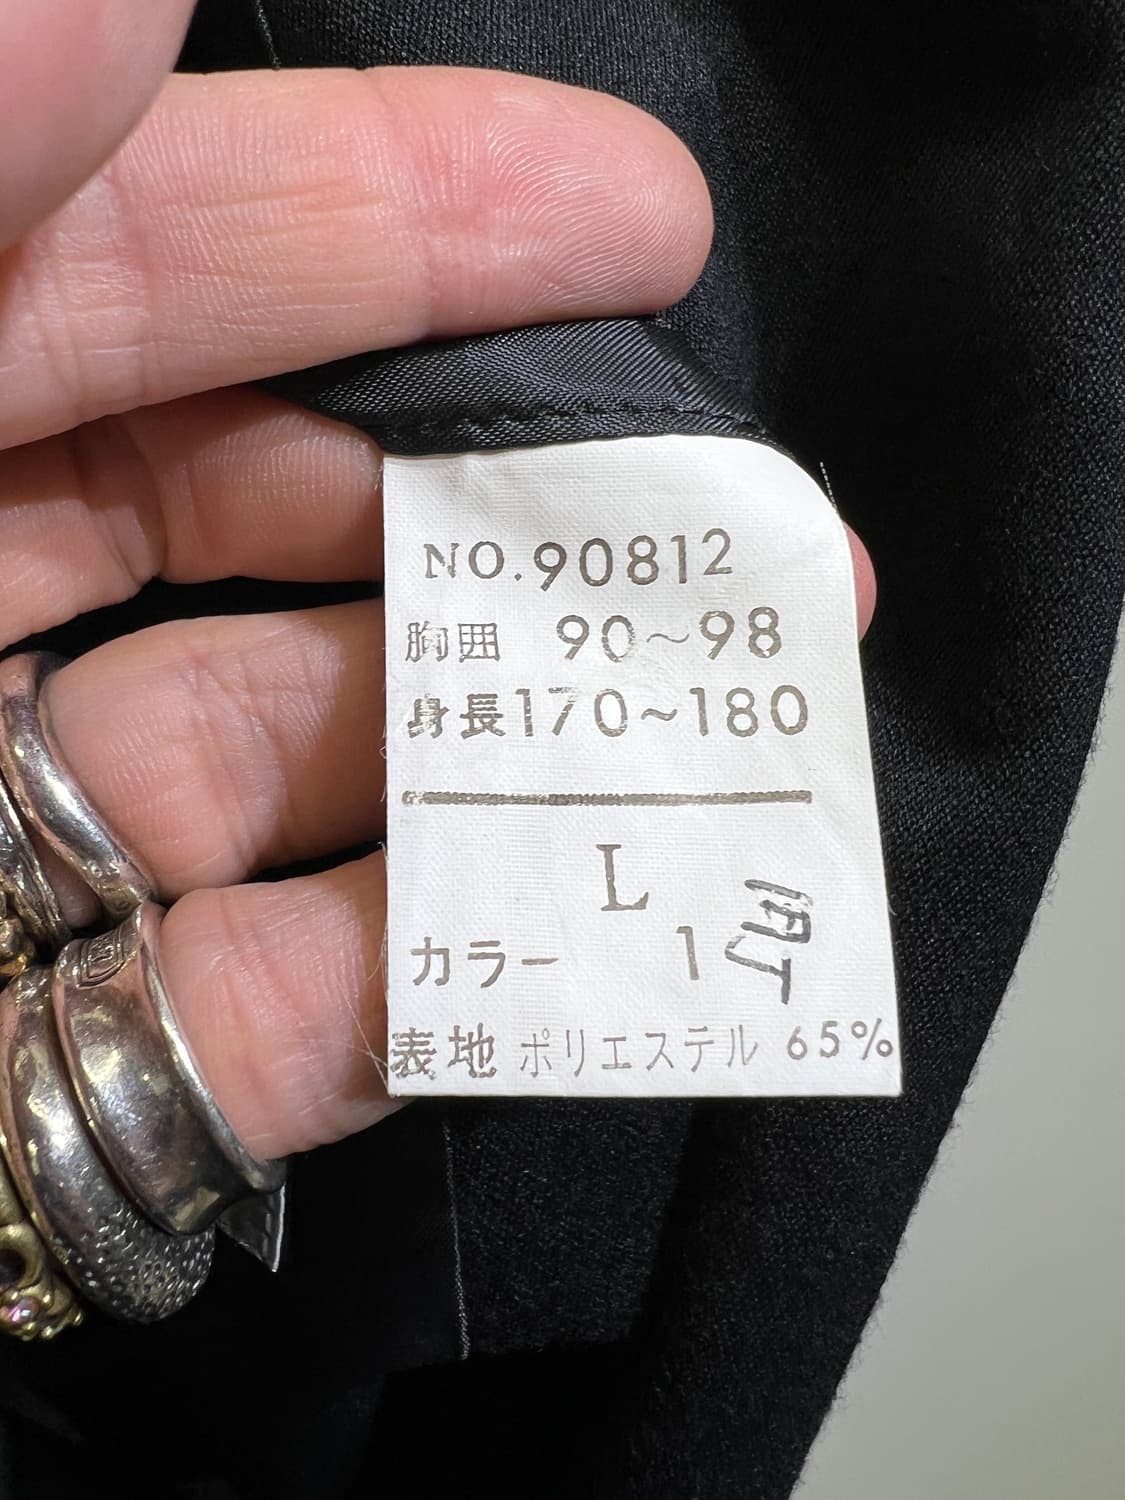 NO.90812
胸囲 90~98
身長170~180
L
カラー 1
表地 ポリエステル 65%